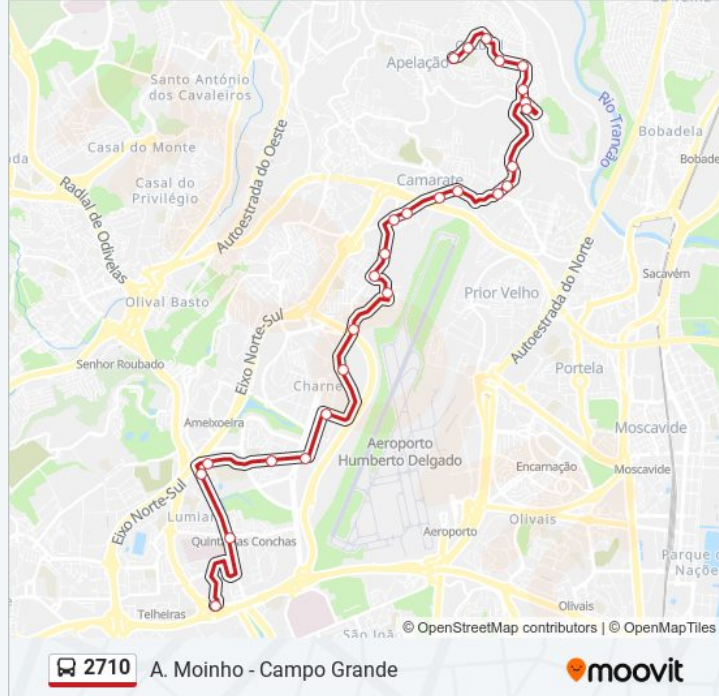 Apelação
Santo António
dos Cavaleiros
Rio Trancão
Bobadela
Casal do Monte
Autoestrada do Oeste
Casal do
Privilégio
Camarate
Radial de Odivelas
Autoestrada do Norte
Sacavém
Olival Basto
Prior Velho
Eixo Norte-Sul
Senhor Roubado
Portela
Charne
Ameixoeira
Moscavide
Aeroporto
Humberto Delgado
Encarnação
Moscavide
Eixo Norte-Sul
Lumiar
Olivais
Quinta das Conchas
Aeroporto
Parque d
Naçõe
Telheiras
Olivais
São Joã
© OpenStreetMap contributors | © OpenMapTiles
2710 A. Moinho - Campo Grande
moovit